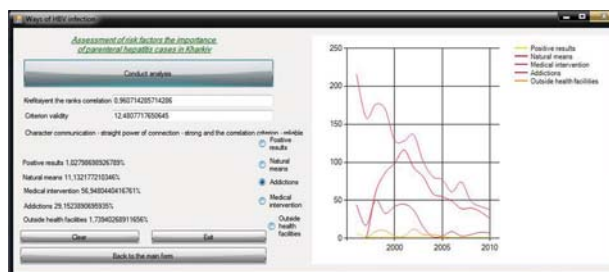 Ways of HBV infection
Assessment of risk factors the importance
of parenteral hepatitis cases in Kharkiv
Conduct analysis
Koefitsiyent the ranks correlation 0,960714285714286
Criterion validity 12,4807717650645
Character communication - straight power of connection - strong and the correlation criterion - reliable
Positive results
Natural means
Addictions
Medical intervention
Outside health facilities
Positive results 1,02798698926789%
Natural means 11,132177210346%
Medical intervention 56,9480440416761%
Addictions 29,1523890695935%
Outside health facilities 1,73940268911656%
Clear
Exit
Back to the main form
Positive results
Natural means
Medical intervention
Addictions
Outside health facilities
250
200
150
100
50
0
2000
2005
2010